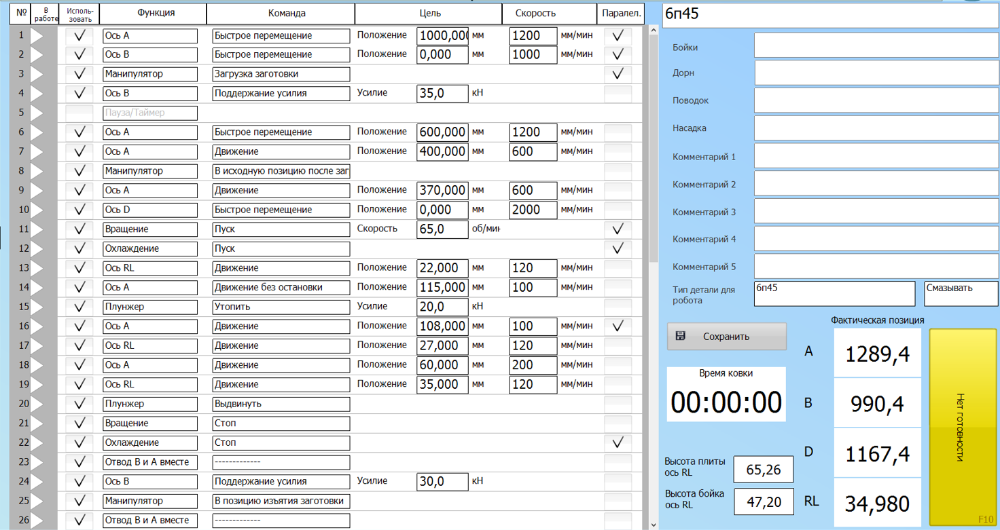 № В работе Исполь-зовать Функция Команда Цель Скорость Паралел.
1 Ось A Быстрое перемещение Положение 1000,000 мм 1200 мм/мин
2 Ось B Быстрое перемещение Положение 0,000 мм 1000 мм/мин
3 Манипулятор Загрузка заготовки
4 Ось B Поддержание усилия Усилие 35,0 кН
5 Пауза/Таймер
6 Ось A Быстрое перемещение Положение 600,000 мм 1200 мм/мин
7 Ось A Движение Положение 400,000 мм 600 мм/мин
8 Манипулятор В исходную позицию после заг
9 Ось A Движение Положение 370,000 мм 600 мм/мин
10 Ось D Быстрое перемещение Положение 0,000 мм 2000 мм/мин
11 Вращение Пуск Скорость 65,0 об/мин
12 Охлаждение Пуск
13 Ось RL Движение Положение 22,000 мм 120 мм/мин
14 Ось A Движение без остановки Положение 115,000 мм 100 мм/мин
15 Плунжер Утопить Усилие 20,0 кН
16 Ось A Движение Положение 108,000 мм 100 мм/мин
17 Ось RL Движение Положение 27,000 мм 120 мм/мин
18 Ось A Движение Положение 60,000 мм 200 мм/мин
19 Ось RL Движение Положение 35,000 мм 120 мм/мин
20 Плунжер Выдвинуть
21 Вращение Стоп
22 Охлаждение Стоп
23 Отвод B и A вместе -------------
24 Ось B Поддержание усилия Усилие 30,0 кН
25 Манипулятор В позицию изъятия заготовки
26 Отвод B и A вместе -------------
6п45
Бойки
Дорн
Поводок
Насадка
Комментарий 1
Комментарий 2
Комментарий 3
Комментарий 4
Комментарий 5
Тип детали для робота 6п45 Смазывать
Фактическая позиция
Сохранить
Время ковки
00:00:00
A 1289,4
B 990,4
D 1167,4
RL 34,980
Высота плиты
ось RL 65,26
Высота бойка
ось RL 47,20
Нет готовности
F10